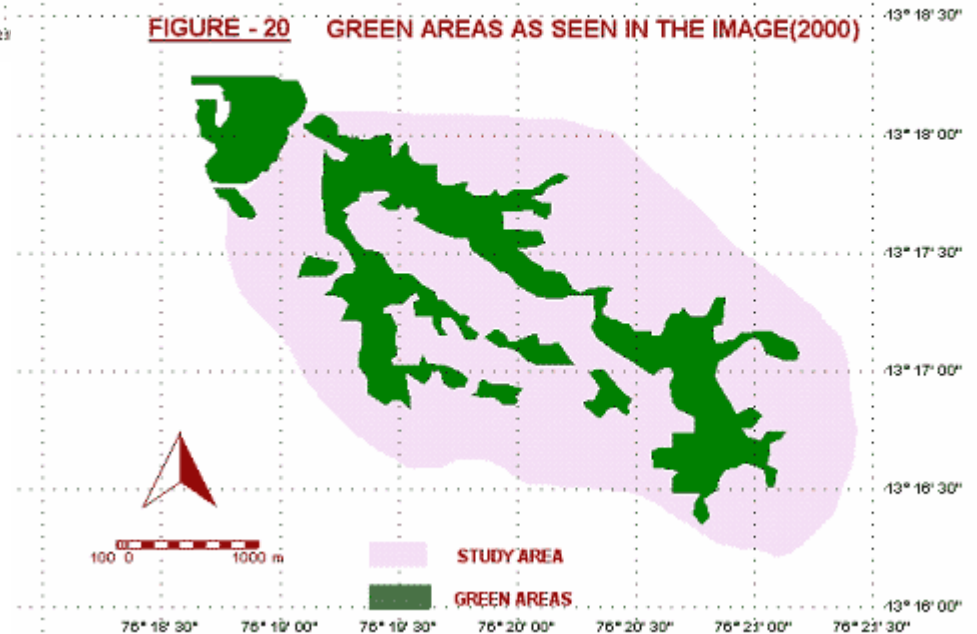 FIGURE - 20 GREEN AREAS AS SEEN IN THE IMAGE(2000)
13° 18' 30"
13° 18' 00"
13° 17' 30"
13° 17' 00"
13° 16' 30"
13° 16' 00"
100 0 1000 m
STUDY AREA
GREEN AREAS
76° 18' 30" 76° 19' 00" 76° 19' 30" 76° 20' 00" 76° 20' 30" 76° 21' 00" 76° 21' 30"